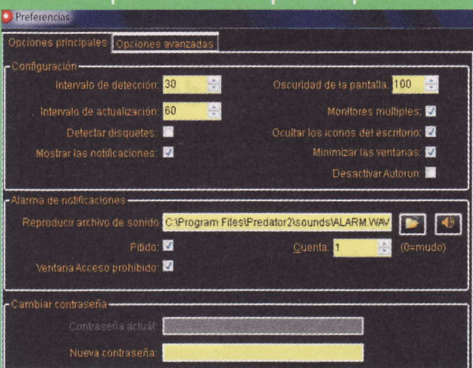 Preferencias
Opciones principales Opciones avanzadas
Configuración
Intervalo de detección: 30 Oscuridad de la pantalla: 100
Intervalo de actualización: 60 Monitores multiples:
Detectar disquetes: Ocultar los iconos del escritorio:
Mostrar las notificaciones: Minimizar las ventanas:
Desactivar Autorun:
Alarma de notificaciones
Reproducir archivo de sonido C:\Program Files\Predator2\sounds\ALARM.WAV
Pitido: Quenta: 1 (0=mudo)
Ventana Acceso prohibido:
Cambiar contraseña
Contraseña actual:
Nueva contraseña: